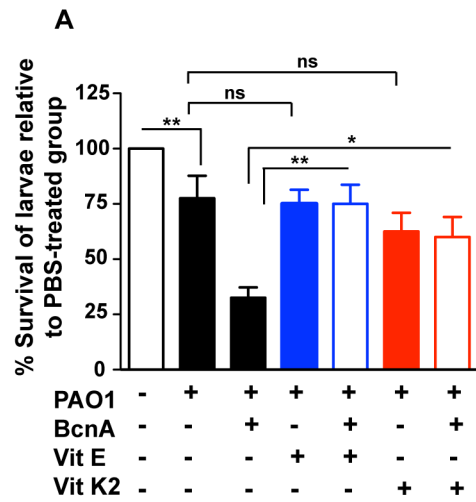 A
ns
125
ns
**
*
100
**
75
50
25
0
% Survival of larvae relative
to PBS-treated group
PAO1 - + + + + + +
BcnA - - + - + - +
Vit E - - - + + - -
Vit K2 - - - - - + +